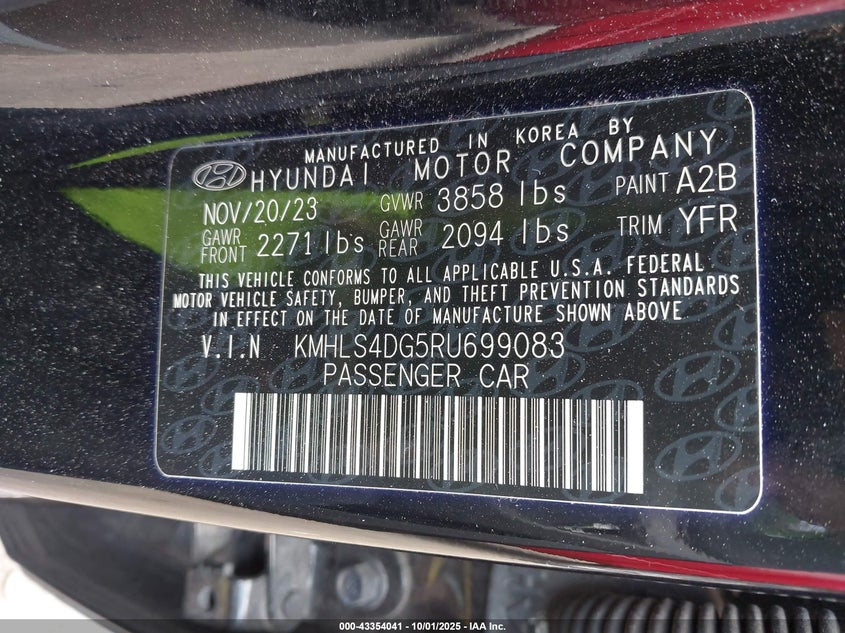 MANUFACTURED IN KOREA BY
HYUNDAI MOTOR COMPANY
NOV/20/23 GVWR 3858 lbs PAINT A2B
GAWR FRONT 2271 lbs GAWR REAR 2094 lbs TRIM YFR
THIS VEHICLE CONFORMS TO ALL APPLICABLE U.S.A. FEDERAL
MOTOR VEHICLE SAFETY, BUMPER, AND THEFT PREVENTION STANDARDS
IN EFFECT ON THE DATE OF MANUFACTURE SHOWN ABOVE
V.I.N KMHLS4DG5RU699083
PASSENGER CAR
000-43354041 - 10/01/2025 - IAA Inc.